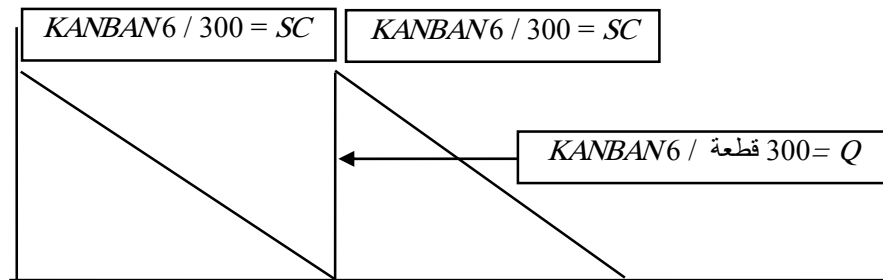 KANBAN6 / 300 = SC
KANBAN6 / 300 = SC
KANBAN6 / قطعة 300= Q